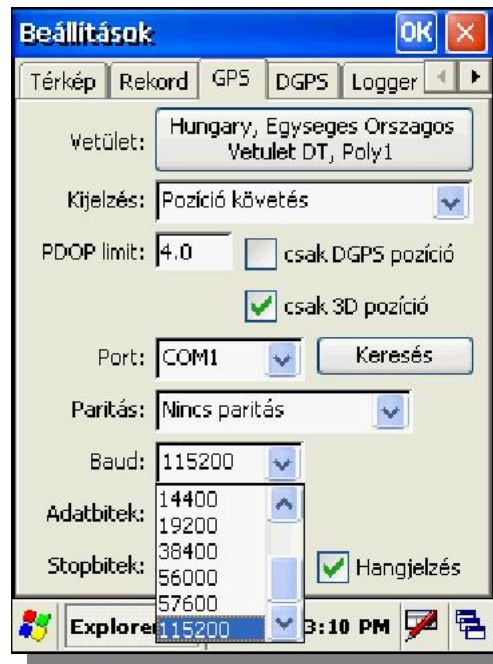 Beállítások OK
Térkép Rekord GPS DGPS Logger
Vetület: Hungary, Egyseges Orszagos
Vetulet DT, Poly1
Kijelzés: Pozíció követés
PDOP limit: 4.0 csak DGPS pozíció
csak 3D pozíció
Port: COM1 Keresés
Paritás: Nincs paritás
Baud: 115200
14400
Adatbitek: 19200
38400
Stopbitek: 56000 Hangjelzés
57600
115200
3:10 PM